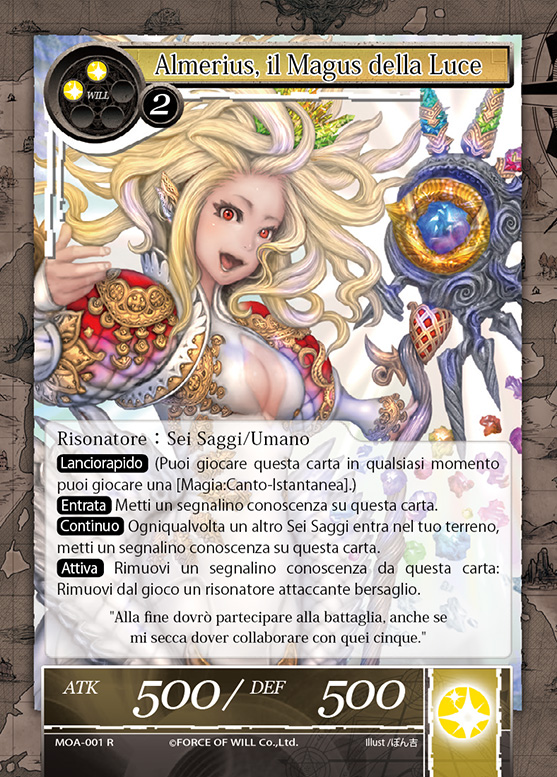 Almerius, il Magus della Luce
WILL
2
Risonatore : Sei Saggi/Umano
Lanciorapido (Puoi giocare questa carta in qualsiasi momento
puoi giocare una [Magia:Canto-Istantanea].)
Entrata Metti un segnalino conoscenza su questa carta.
Continuo Ogniqualvolta un altro Sei Saggi entra nel tuo terreno,
metti un segnalino conoscenza su questa carta.
Attiva Rimuovi un segnalino conoscenza da questa carta:
Rimuovi dal gioco un risonatore attaccante bersaglio.
"Alla fine dovrò partecipare alla battaglia, anche se
mi secca dover collaborare con quei cinque."
ATK 500 / DEF 500
MOA-001 R ©FORCE OF WILL Co.,Ltd. Illust /ぽん吉